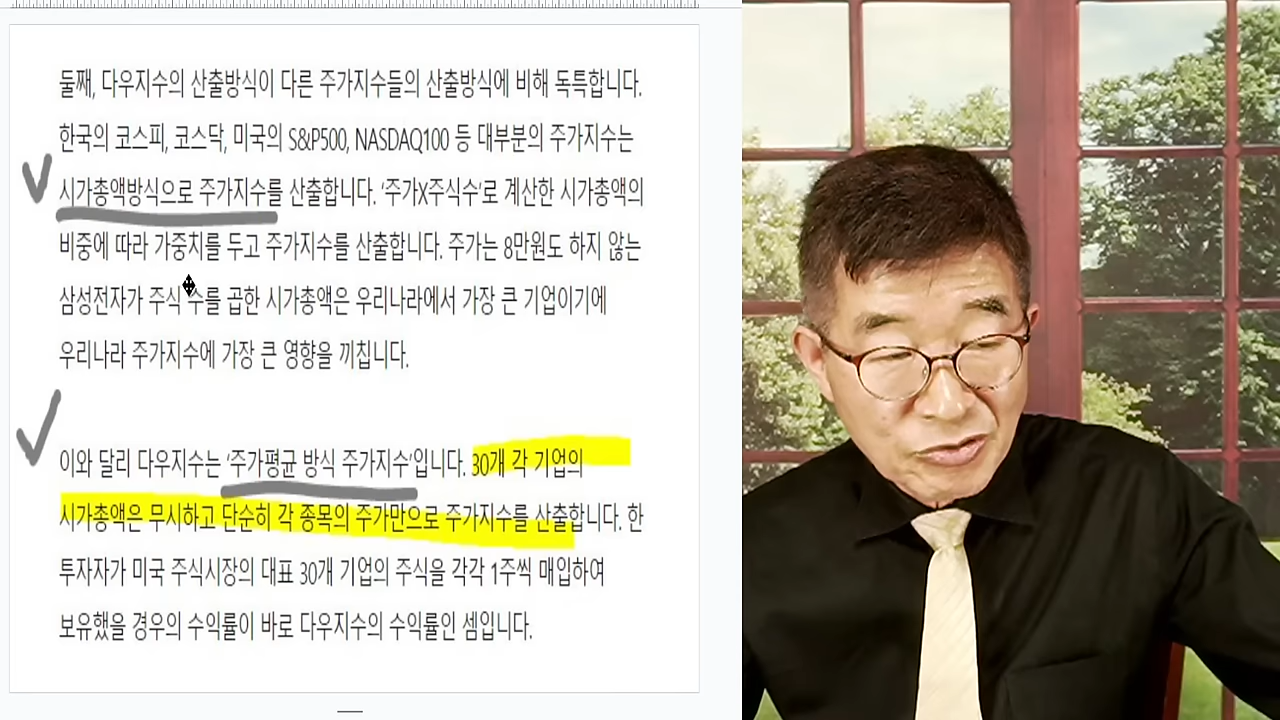 둘째, 다우지수의 산출방식이 다른 주가지수들의 산출방식에 비해 독특합니다.
한국의 코스피, 코스닥, 미국의 S&P500, NASDAQ100 등 대부분의 주가지수는
시가총액방식으로 주가지수를 산출합니다. ‘주가X주식수’로 계산한 시가총액의
비중에 따라 가중치를 두고 주가지수를 산출합니다. 주가는 8만원도 하지 않는
삼성전자가 주식 수를 곱한 시가총액은 우리나라에서 가장 큰 기업이기에
우리나라 주가지수에 가장 큰 영향을 끼칩니다.
이와 달리 다우지수는 ‘주가평균 방식 주가지수’입니다. 30개 각 기업의
시가총액은 무시하고 단순히 각 종목의 주가만으로 주가지수를 산출합니다. 한
투자자가 미국 주식시장의 대표 30개 기업의 주식을 각각 1주씩 매입하여
보유했을 경우의 수익률이 바로 다우지수의 수익률인 셈입니다.